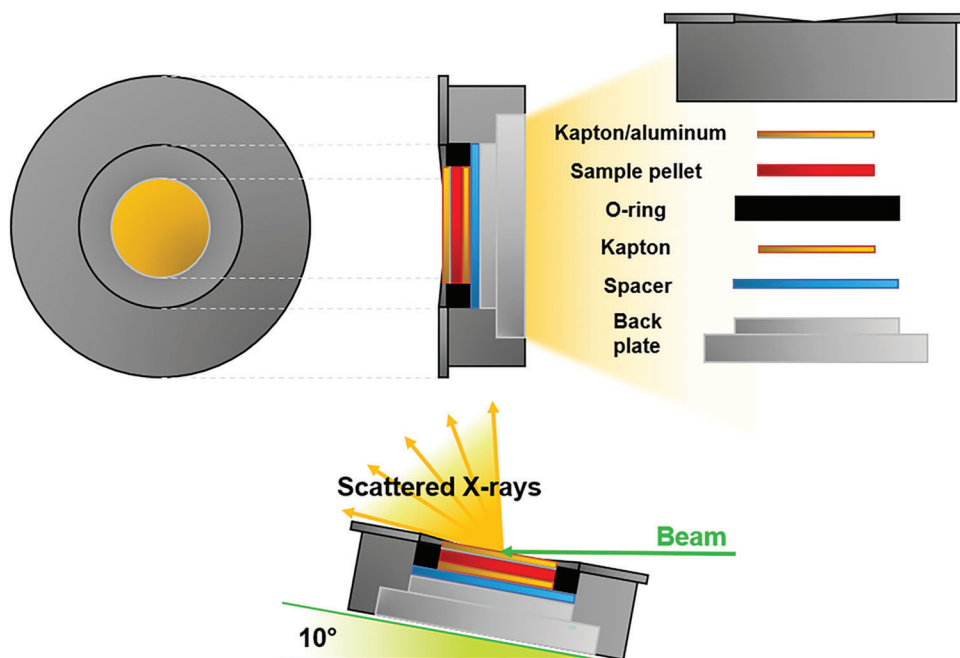 Kapton/aluminum
Sample pellet
O-ring
Kapton
Spacer
Back
plate
Scattered X-rays
Beam
10°